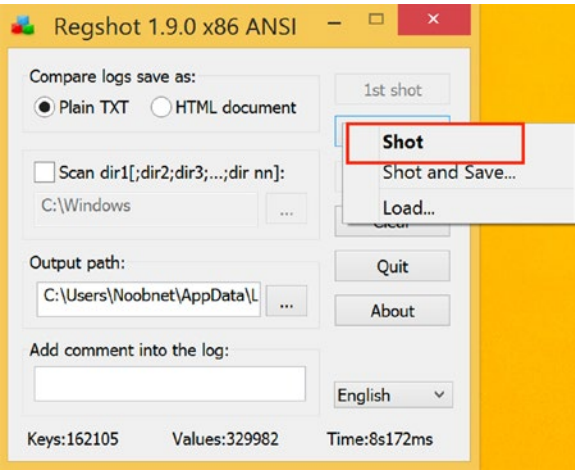 Regshot 1.9.0 x86 ANSI
Compare logs save as:
Plain TXT HTML document
1st shot
Shot
Shot and Save...
Load...
Scan dir1[;dir2;dir3;...;dir nn]:
C:\Windows
...
Clear
Output path:
C:\Users\Noobnet\AppData\L
...
Quit
About
Add comment into the log:
English
Keys:162105 Values:329982 Time:8s172ms